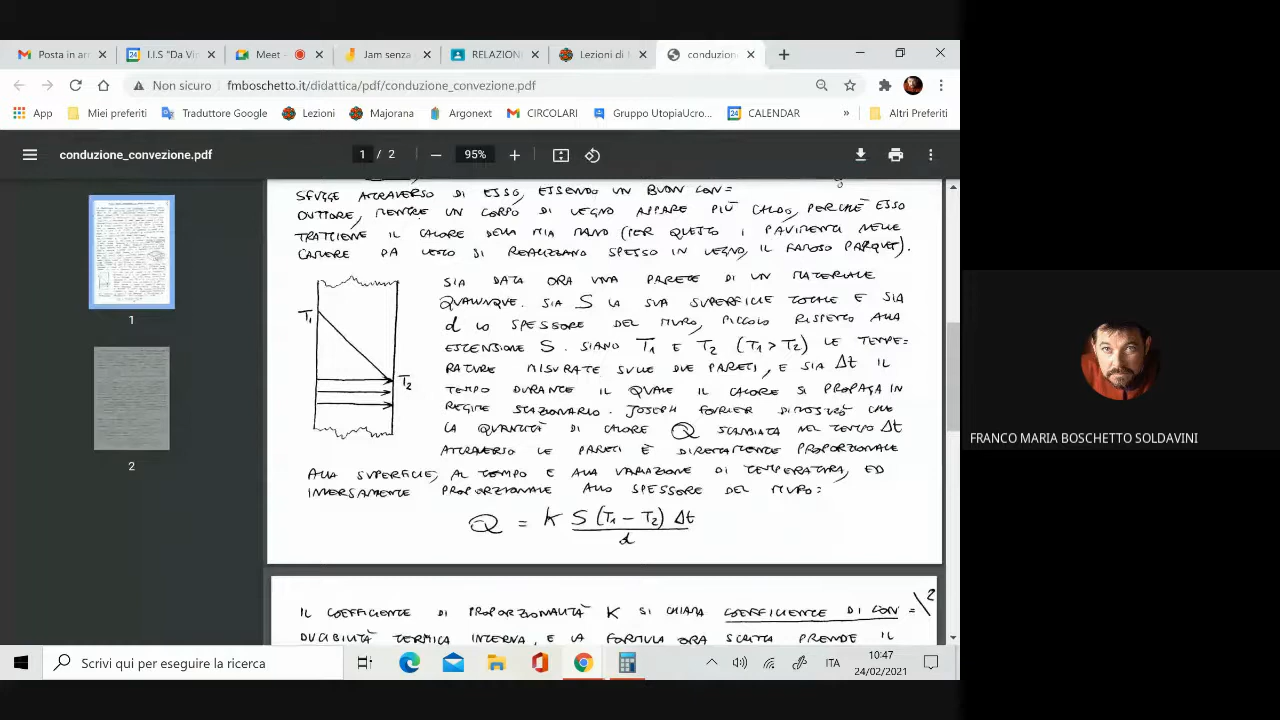 Posta in arr
I.I.S "Da Vin
Meet -
Jam senza
RELAZIONI
Lezioni di M
conduzione
Non sicuro
fmboschetto.it/didattica/pdf/conduzione_convezione.pdf
App
Miei preferiti
Traduttore Google
Lezioni
Majorana
Argonext
CIRCOLARI
Gruppo UtopiaUcro...
CALENDAR
»
Altri Preferiti
conduzione_convezione.pdf
1 / 2
95%
SFUGGE ATTRAVERSO DI ESSO, ESSENDO UN BUON CON=
DUTTORE, MENTRE UN CORPO DI LEGNO APPARE PIÙ CALDO, PERCHÉ ESSO
TRATTIENE IL CALORE DELLA MIA MANO (PER QUESTO I PAVIMENTI NELLE
CAMERE DA LETTO SI REALIZZANO SPESSO IN LEGNO, IL FAMOSO PARQUET).
SIA DATA ORA UNA PARETE DI UN MATERIALE
QUALUNQUE. SIA S LA SUA SUPERFICIE TOTALE E SIA
d LO SPESSORE DEL MURO, PICCOLO RISPETTO ALLA
ESTENSIONE S. SIANO T1 E T2 (T1 > T2) LE TEMPE=
RATURE MISURATE SULLE DUE PARETI, E SIA Δt IL
TEMPO DURANTE IL QUALE IL CALORE SI PROPAGA IN
REGIME STAZIONARIO. JOSEPH FOURIER DIMOSTRÒ CHE
LA QUANTITÀ DI CALORE Q SCAMBIATA NEL TEMPO Δt
ATTRAVERSO LE PARETI È DIRETTAMENTE PROPORZIONALE
ALLA SUPERFICIE, AL TEMPO E ALLA VARIAZIONE DI TEMPERATURA, ED
INVERSAMENTE PROPORZIONALE ALLO SPESSORE DEL MURO:
T1
T2
Q = K S (T1 - T2) Δt
d
2
IL COEFFICIENTE DI PROPORZIONALITÀ K SI CHIAMA COEFFICIENTE DI CON=
DUCIBILITÀ TERMICA INTERNA, E LA FORMULA ORA SCRITTA PRENDE IL
1
2
FRANCO MARIA BOSCHETTO SOLDAVINI
Scrivi qui per eseguire la ricerca
ITA
10:47
24/02/2021